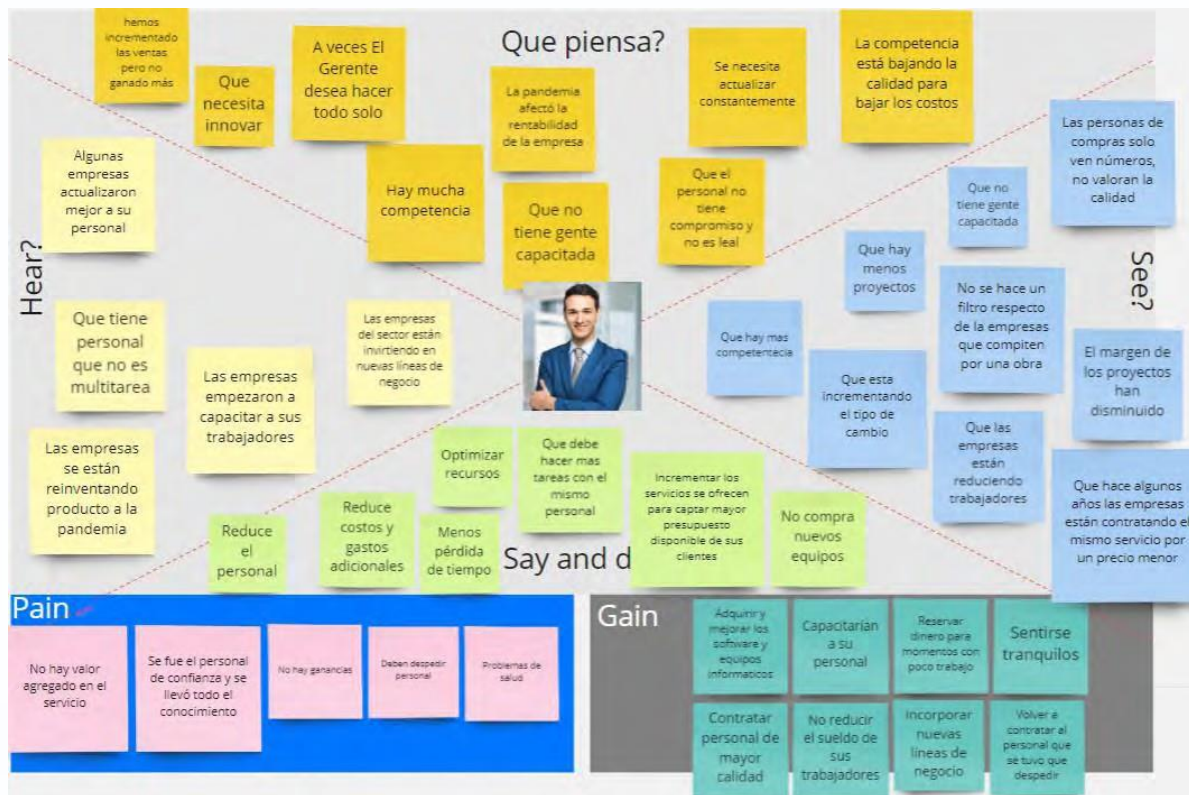 Que piensa?
hemos
incrementado
las ventas
pero no
ganado más
Que
necesita
innovar
A veces El
Gerente
desea hacer
todo solo
Hay mucha
competencia
La pandemia
afectó la
rentabilidad
de la empresa
Que no
tiene gente
capacitada
Se necesita
actualizar
constantemente
Que el
personal no
tiene
compromiso y
no es leal
La competencia
está bajando la
calidad para
bajar los costos
Hear?
Algunas
empresas
actualizaron
mejor a su
personal
Que tiene
personal
que no es
multitarea
Las empresas
se están
reinventando
producto a la
pandemia
Las empresas
empezaron a
capacitar a sus
trabajadores
Las empresas
del sector están
invirtiendo en
nuevas líneas de
negocio
See?
Las personas de
compras solo
ven números,
no valoran la
calidad
Que no
tiene gente
capacitada
Que hay
menos
proyectos
No se hace un
filtro respecto
de la empresas
que compiten
por una obra
Que hay mas
competentacia
Que esta
incrementando
el tipo de
cambio
El margen de
los proyectos
han
disminuido
Que las
empresas
están
reduciendo
trabajadores
Que hace algunos
años las empresas
están contratando el
mismo servicio por
un precio menor
Say and d
Reduce
el
personal
Reduce
costos y
gastos
adicionales
Optimizar
recursos
Menos
pérdida
de tiempo
Que debe
hacer mas
tareas con el
mismo
personal
Incrementar los
servicios se ofrecen
para captar mayor
presupuesto
disponible de sus
clientes
No compra
nuevos
equipos
Pain
No hay valor
agregado en el
servicio
Se fue el personal
de confianza y se
llevó todo el
conocimiento
No hay ganancias
Deben despedir
personal
Problemas de
salud
Gain
Adquirir y
mejorar los
software y
equipos
informaticos
Capacitarían
a su
personal
Reservar
dinero para
momentos con
poco trabajo
Sentirse
tranquilos
Contratar
personal de
mayor
calidad
No reducir
el sueldo de
sus
trabajadores
Incorporar
nuevas
líneas de
negocio
Volver a
contratar al
personal que
se tuvo que
despedir